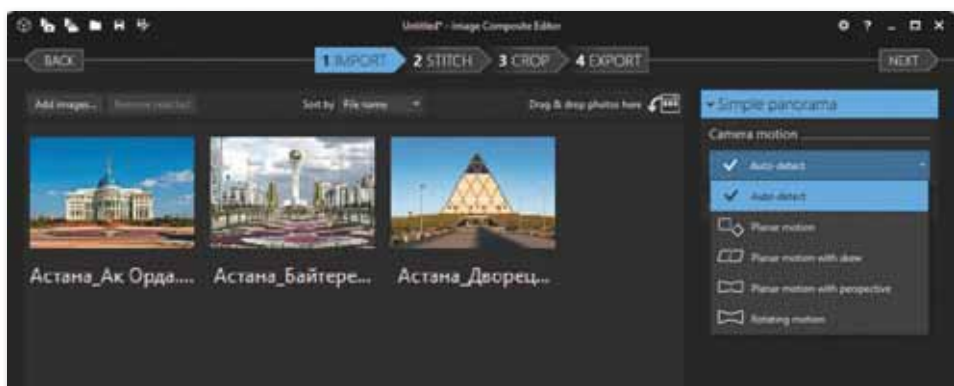 Untitled* - Image Composite Editor
BACK
1 IMPORT
2 STITCH
3 CROP
4 EXPORT
NEXT
Add images...
Remove selected
Sort by File name
Drag & drop photos here
Simple panorama
Camera motion
Auto-detect
Auto-detect
Planar motion
Planar motion with skew
Planar motion with perspective
Rotating motion
Астана_Ак Орда....
Астана_Байтере...
Астана_Дворец...